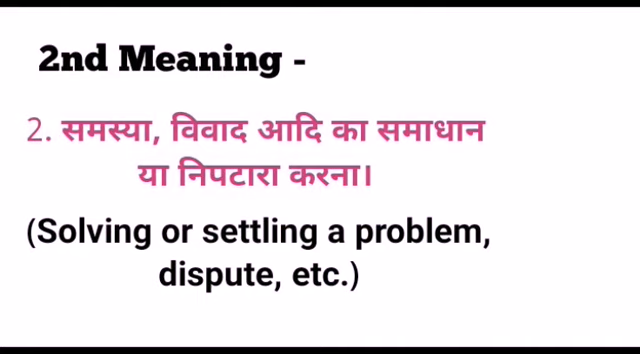 2nd Meaning -
2. समस्या, विवाद आदि का समाधान
या निपटारा करना।
(Solving or settling a problem,
dispute, etc.)